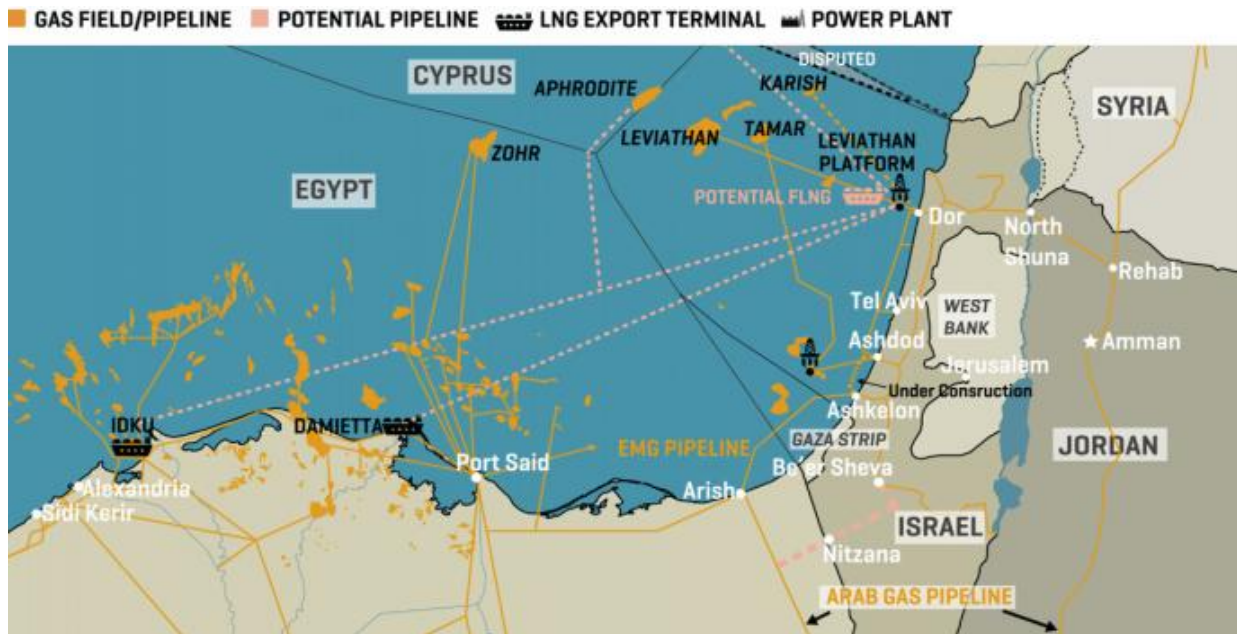 GAS FIELD/PIPELINE POTENTIAL PIPELINE LNG EXPORT TERMINAL POWER PLANT
DISPUTED
CYPRUS
APHRODITE
KARISH
SYRIA
LEVIATHAN
TAMAR
LEVIATHAN
PLATFORM
ZOHR
EGYPT
POTENTIAL FLNG
Dor
North
Shuna
Rehab
Tel Aviv
WEST
BANK
Ashdod
Amman
Jerusalem
Under Consruction
Ashkelon
IDKU
DAMIETTA
EMG PIPELINE
GAZA STRIP
JORDAN
Port Said
Be'er Sheva
Alexandria
Arish
Sidi Kerir
ISRAEL
Nitzana
ARAB GAS PIPELINE